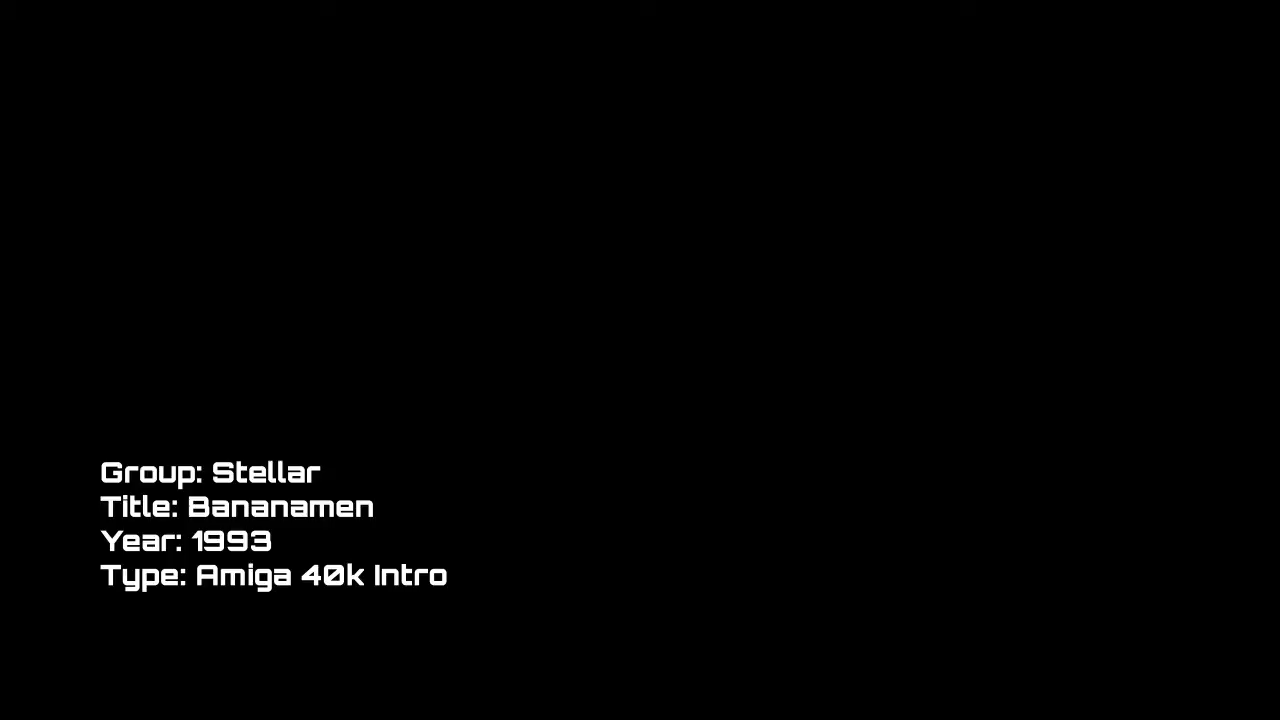 Group: Stellar
Title: Bananamen
Year: 1993
Type: Amiga 40k Intro